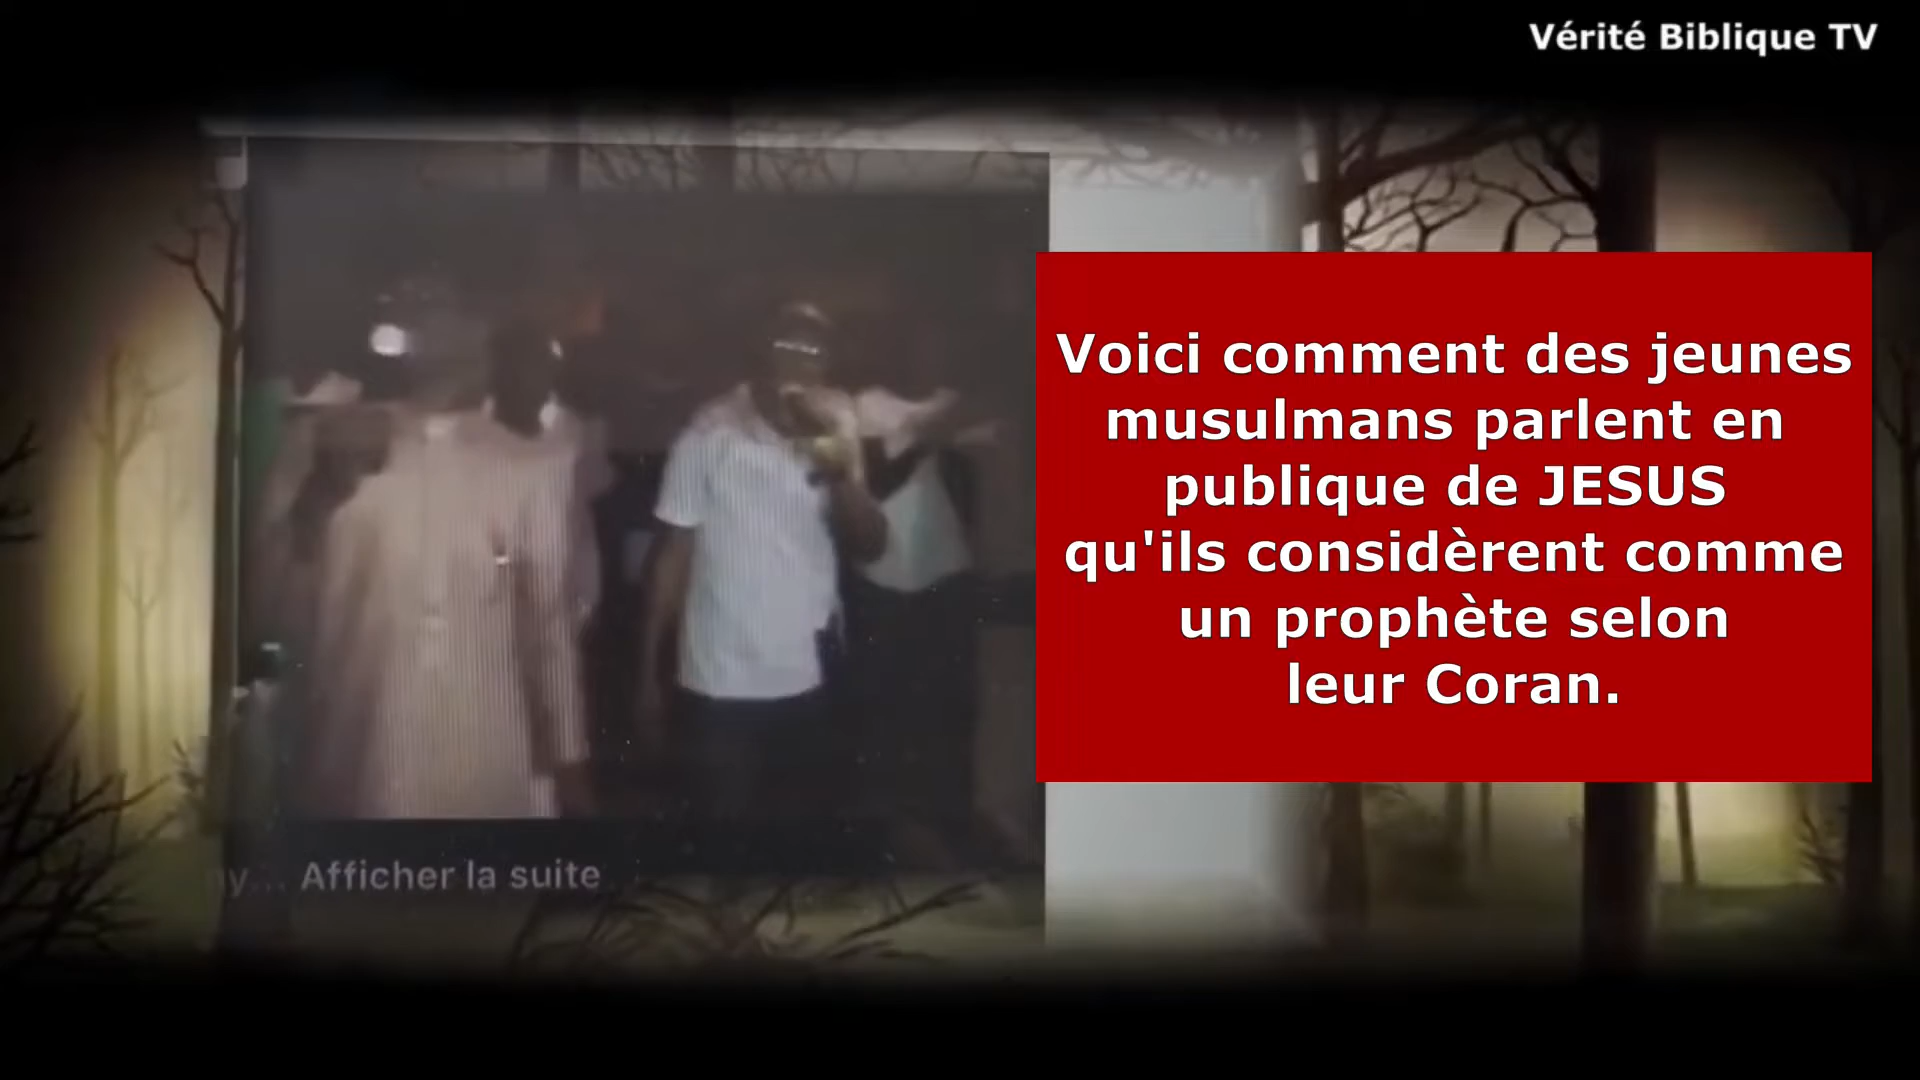 Vérité Biblique TV
Voici comment des jeunes
musulmans parlent en
publique de JESUS
qu'ils considèrent comme
un prophète selon
leur Coran.
Afficher la suite